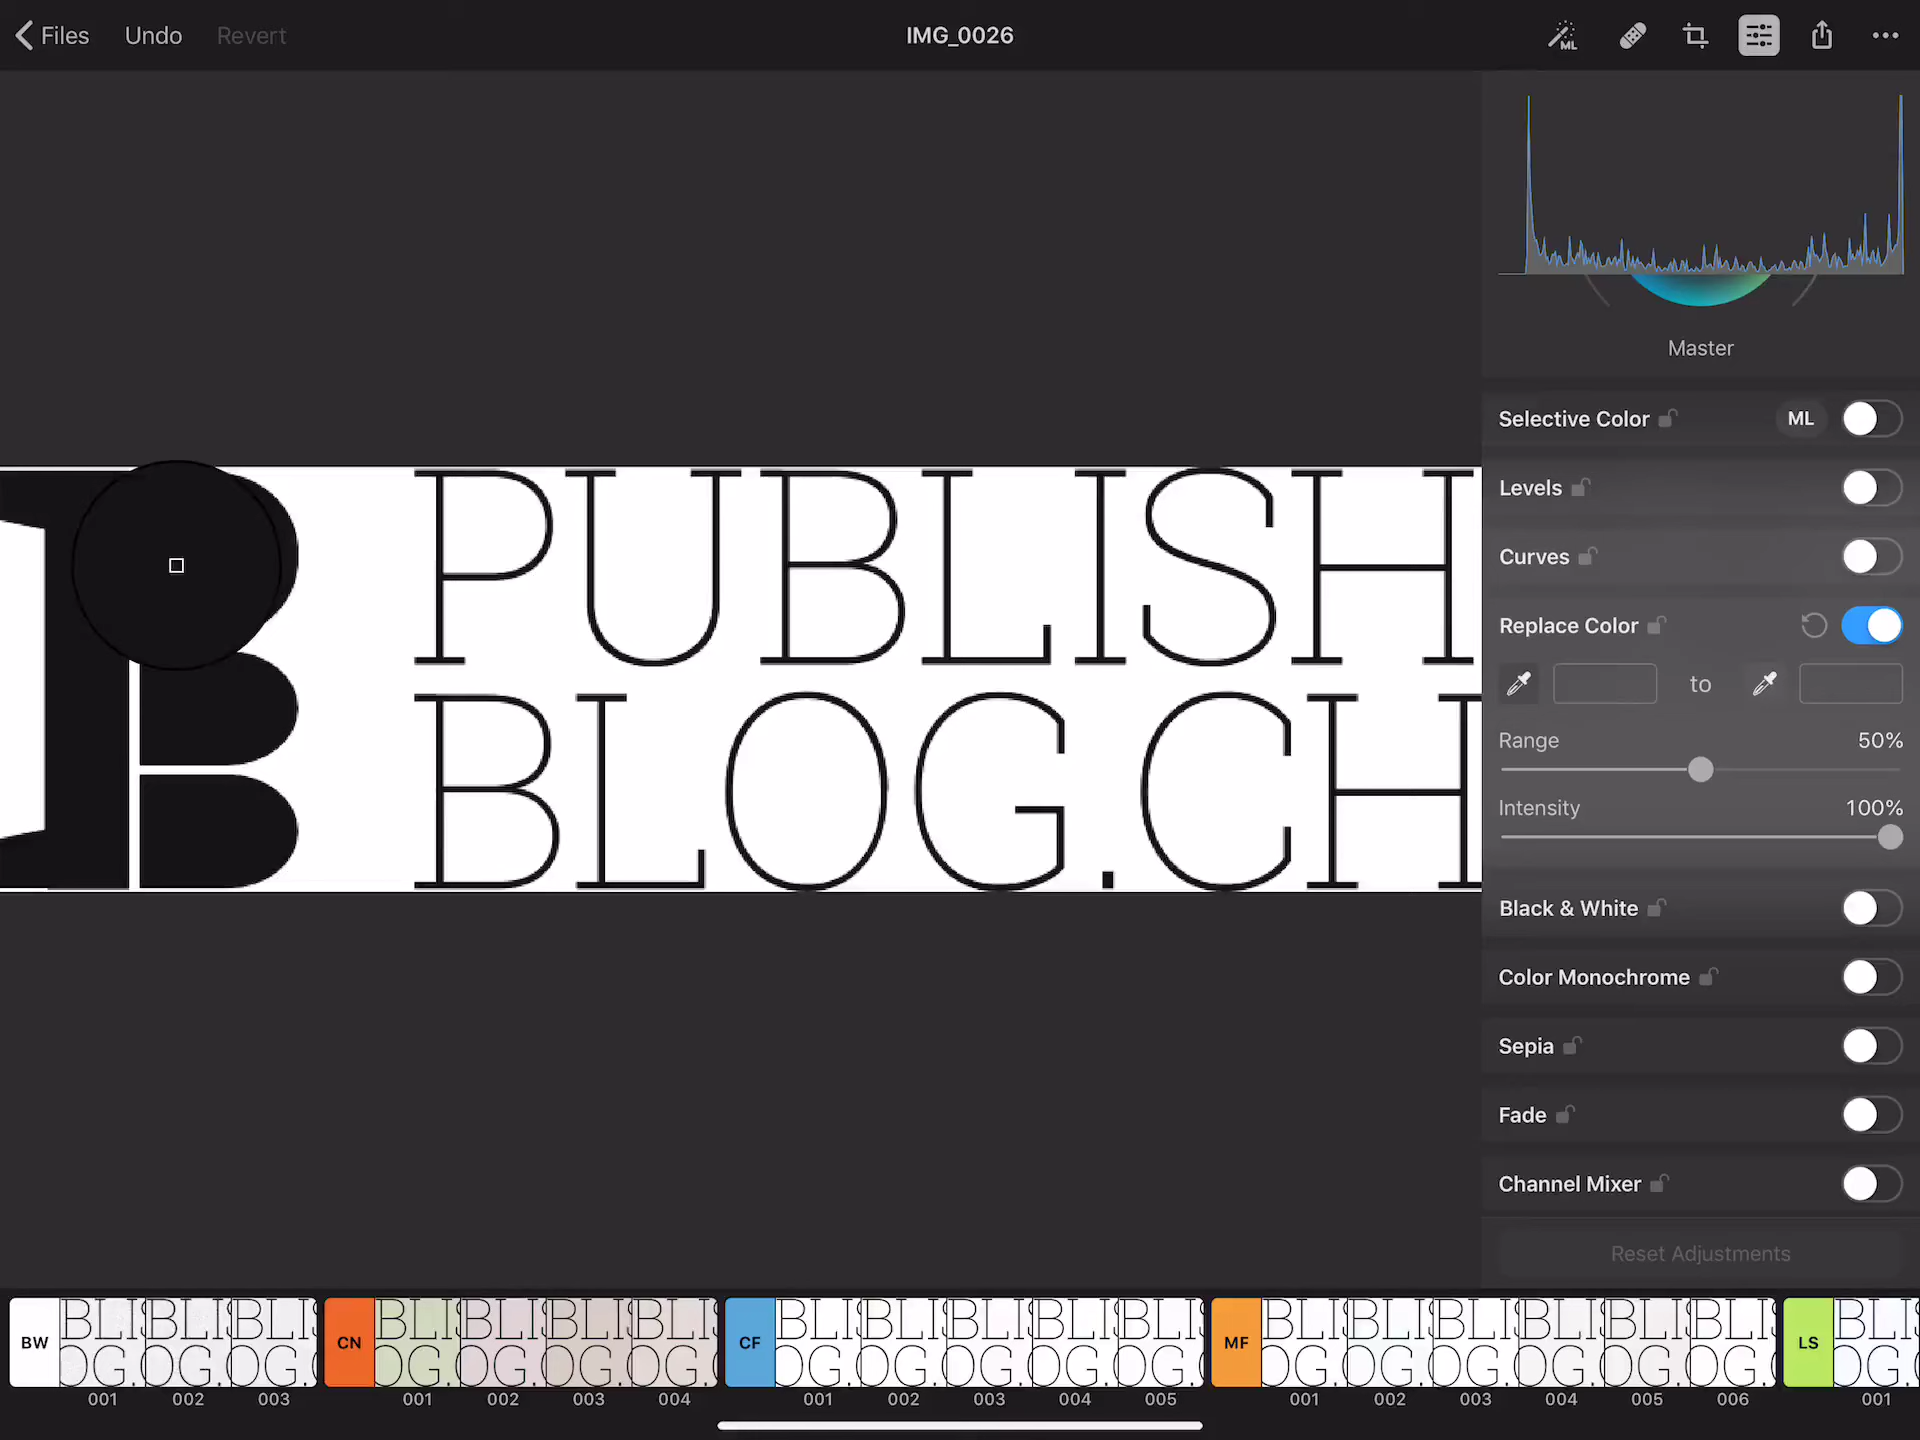 Files Undo Revert IMG_0026 ML
Master
Selective Color ML
Levels
Curves
Replace Color
to
Range 50%
Intensity 100%
Black & White
Color Monochrome
Sepia
Fade
Channel Mixer
Reset Adjustments
B PUBLISH
BLOG.CH
BW CN CF MF LS
001 002 003 001 002 003 004 001 002 003 004 005 001 002 003 004 005 006 001